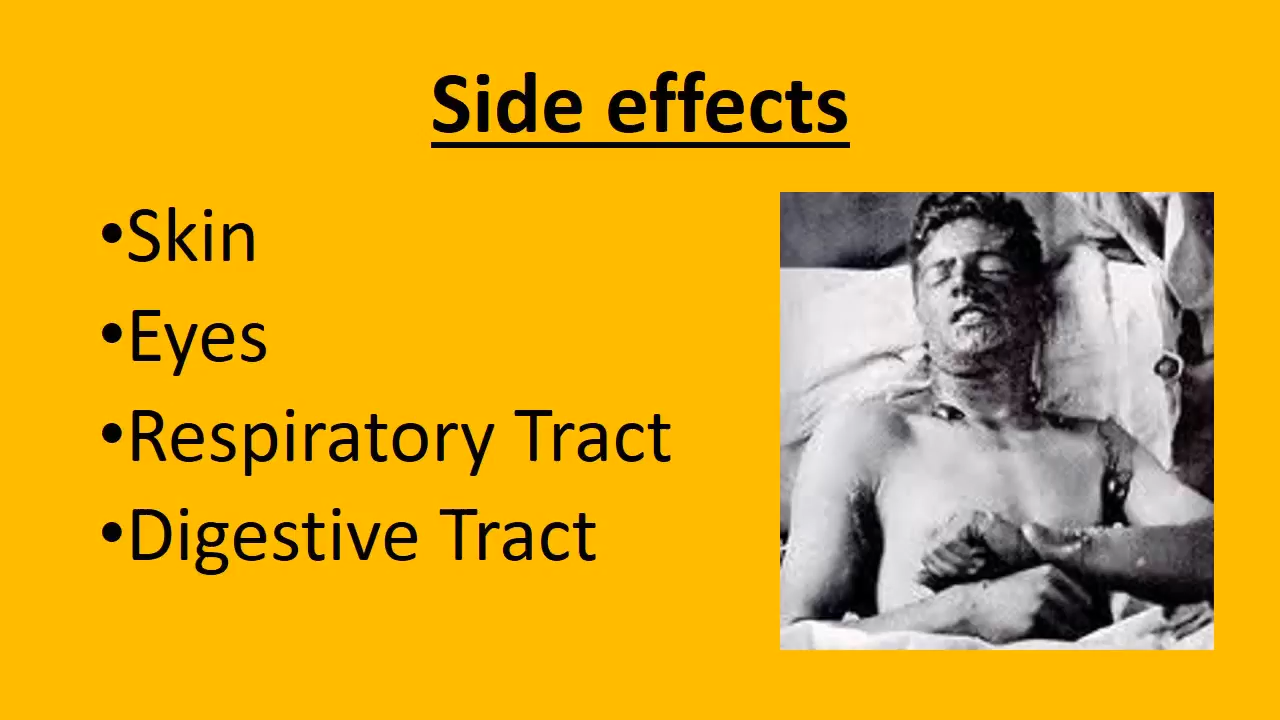 Side effects
•Skin
•Eyes
•Respiratory Tract
•Digestive Tract